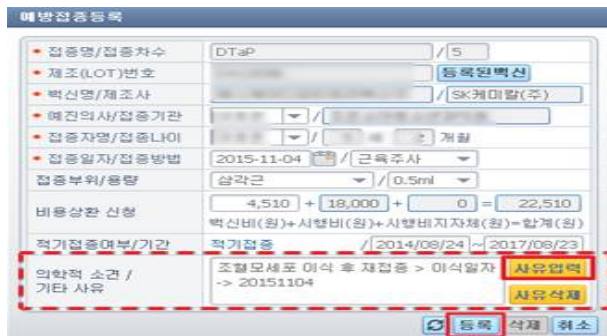 예방접종등록
접종명/접종차수 DTaP / 5
제조(LOT)번호 등록된백신
백신명/제조사 / SK케미칼(주)
예진의사/접종기관 /
접종자명/접종나이 / 세 개월
접종일자/접종방법 2015-11-04 / 근육주사
접종부위/용량 삼각근 / 0.5ml
비용상환 신청 4,510 + 18,000 + 0 = 22,510
백신비(원)+시행비(원)+시행비지자체(원)=합계(원)
적기접종여부/기간 적기접종 / 2014/08/24 ~ 2017/08/23
의학적 소견 / 조혈모세포 이식 후 재접종 > 이식일자 사유입력
기타 사유 -> 20151104 사유삭제
등록 삭제 취소